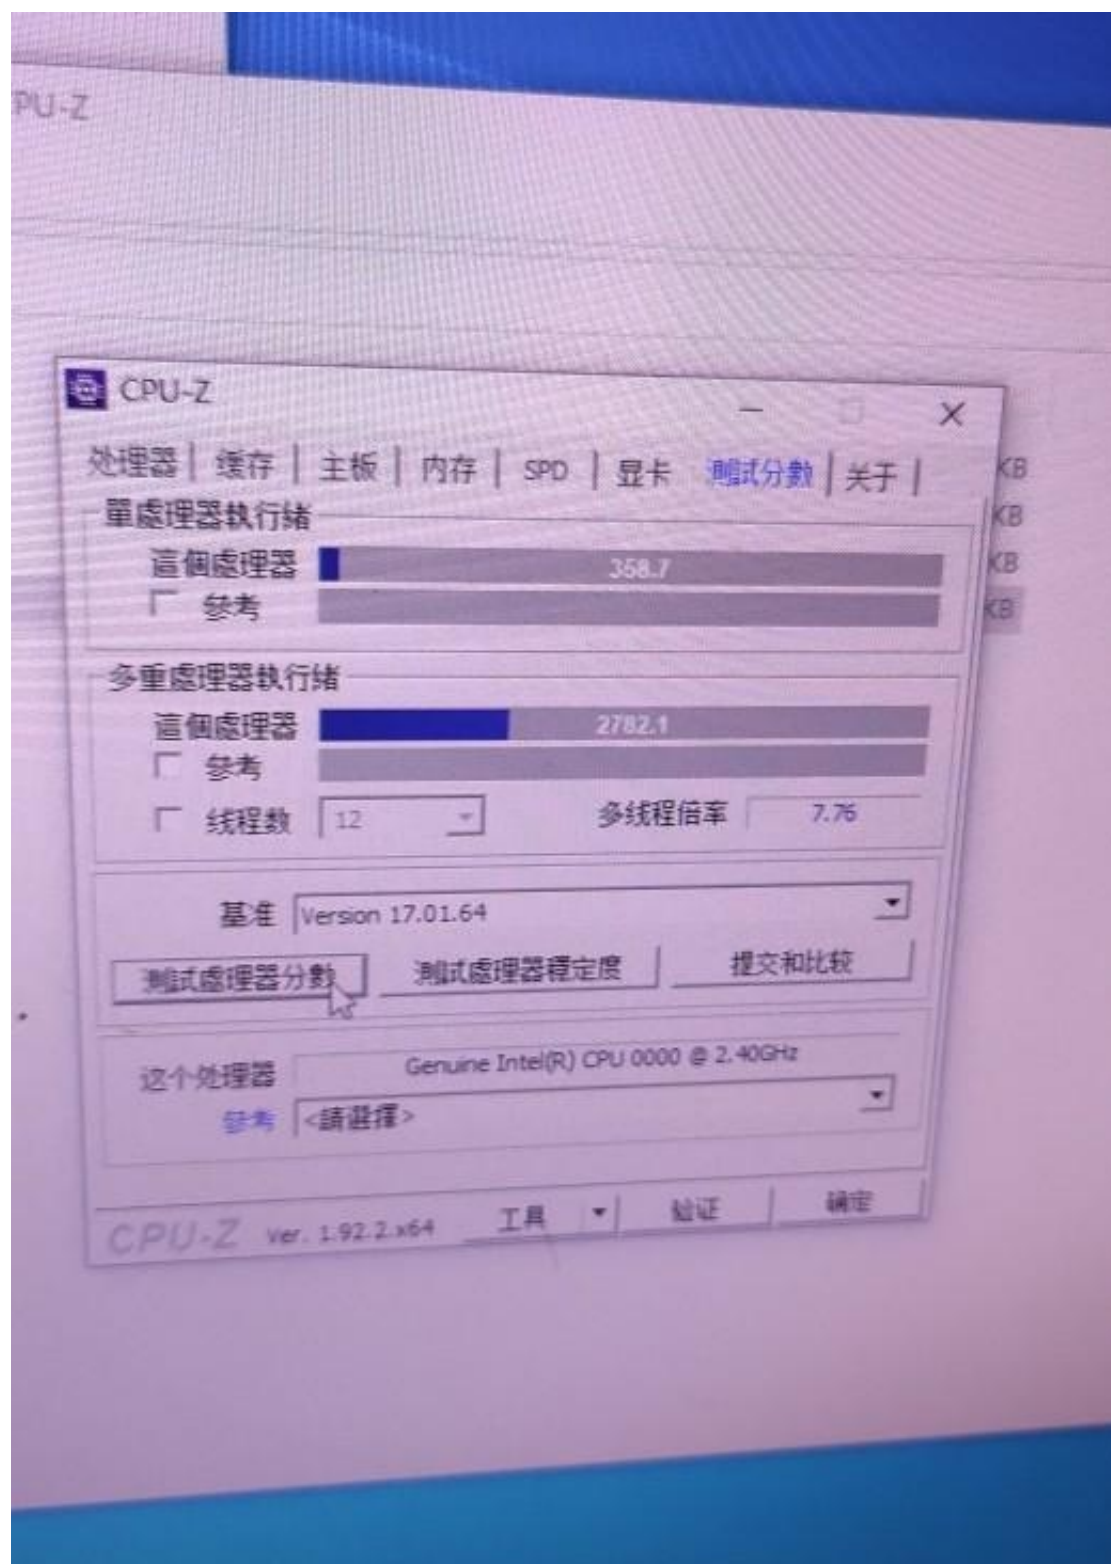 PU-Z
CPU-Z
处理器 缓存 主板 内存 SPD 显卡 測試分數 关于
KB
KB
KB
KB
單處理器執行緒
這個處理器 358.7
參考
多重處理器執行緒
這個處理器 2782.1
參考
线程数 12 多线程倍率 7.76
基准 Version 17.01.64
測試處理器分數 測試處理器穩定度 提交和比较
这个处理器 Genuine Intel(R) CPU 0000 @ 2.40GHz
參考 <請選擇>
CPU-Z Ver. 1.92.2.x64 工具 验证 确定